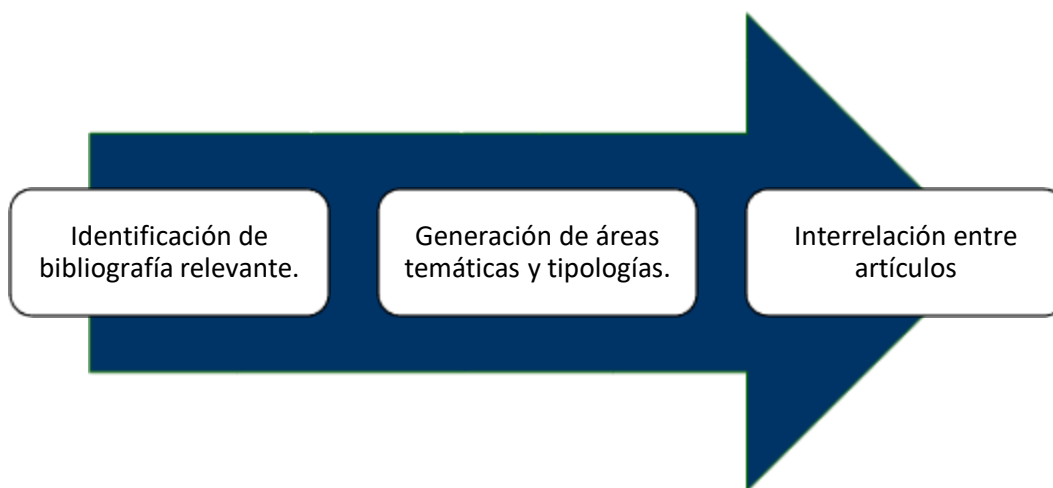 Identificación de
bibliografía relevante.
Generación de áreas
temáticas y tipologías.
Interrelación entre
artículos